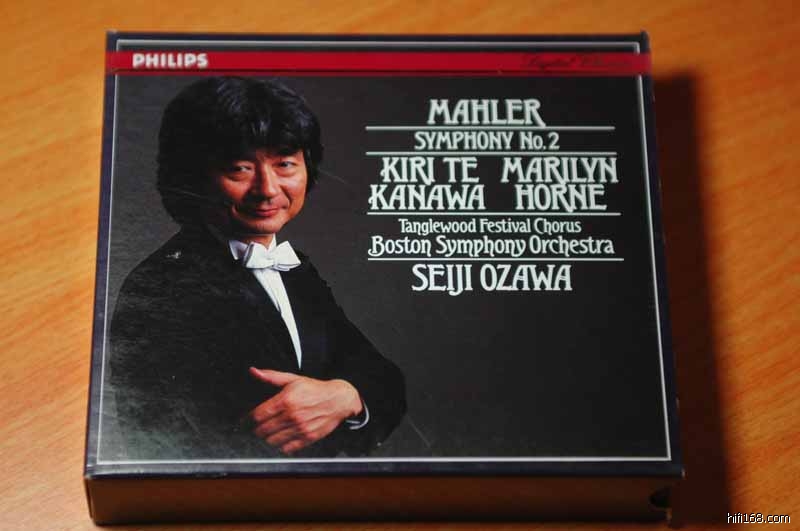 PHILIPS
Digital Classics
MAHLER
SYMPHONY No.2
KIRI TE KANAWA
MARILYN HORNE
Tanglewood Festival Chorus
Boston Symphony Orchestra
SEIJI OZAWA
hifi168.com